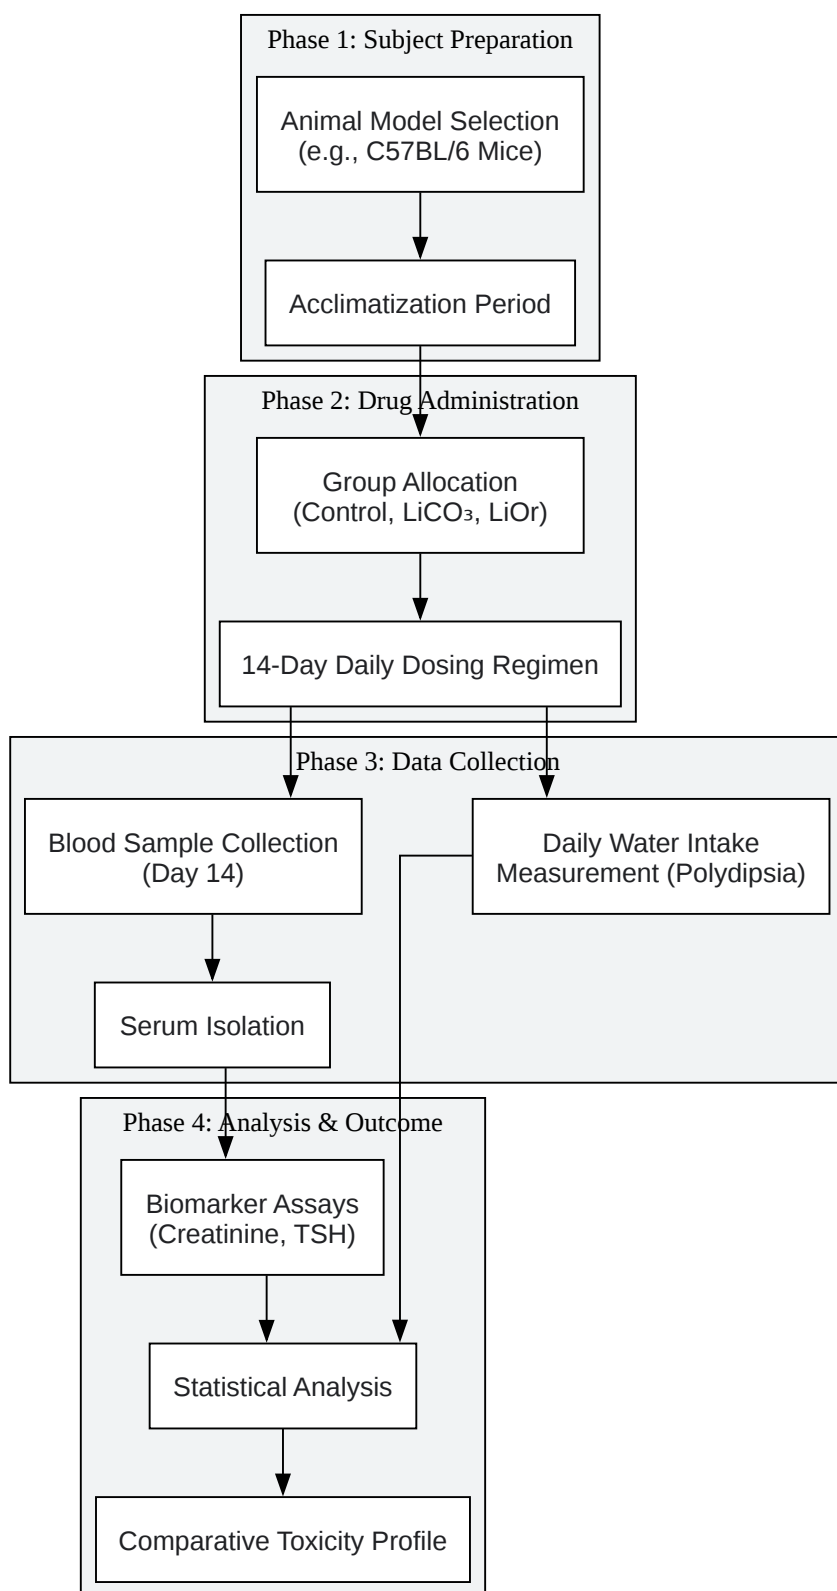 Phase 1: Subject Preparation
Animal Model Selection
(e.g., C57BL/6 Mice)
Acclimatization Period
Phase 2: Drug Administration
Group Allocation
(Control, LiCO₃, LiOr)
14-Day Daily Dosing Regimen
Phase 3: Data Collection
Blood Sample Collection
(Day 14)
Daily Water Intake
Measurement (Polydipsia)
Serum Isolation
Phase 4: Analysis & Outcome
Biomarker Assays
(Creatinine, TSH)
Statistical Analysis
Comparative Toxicity Profile